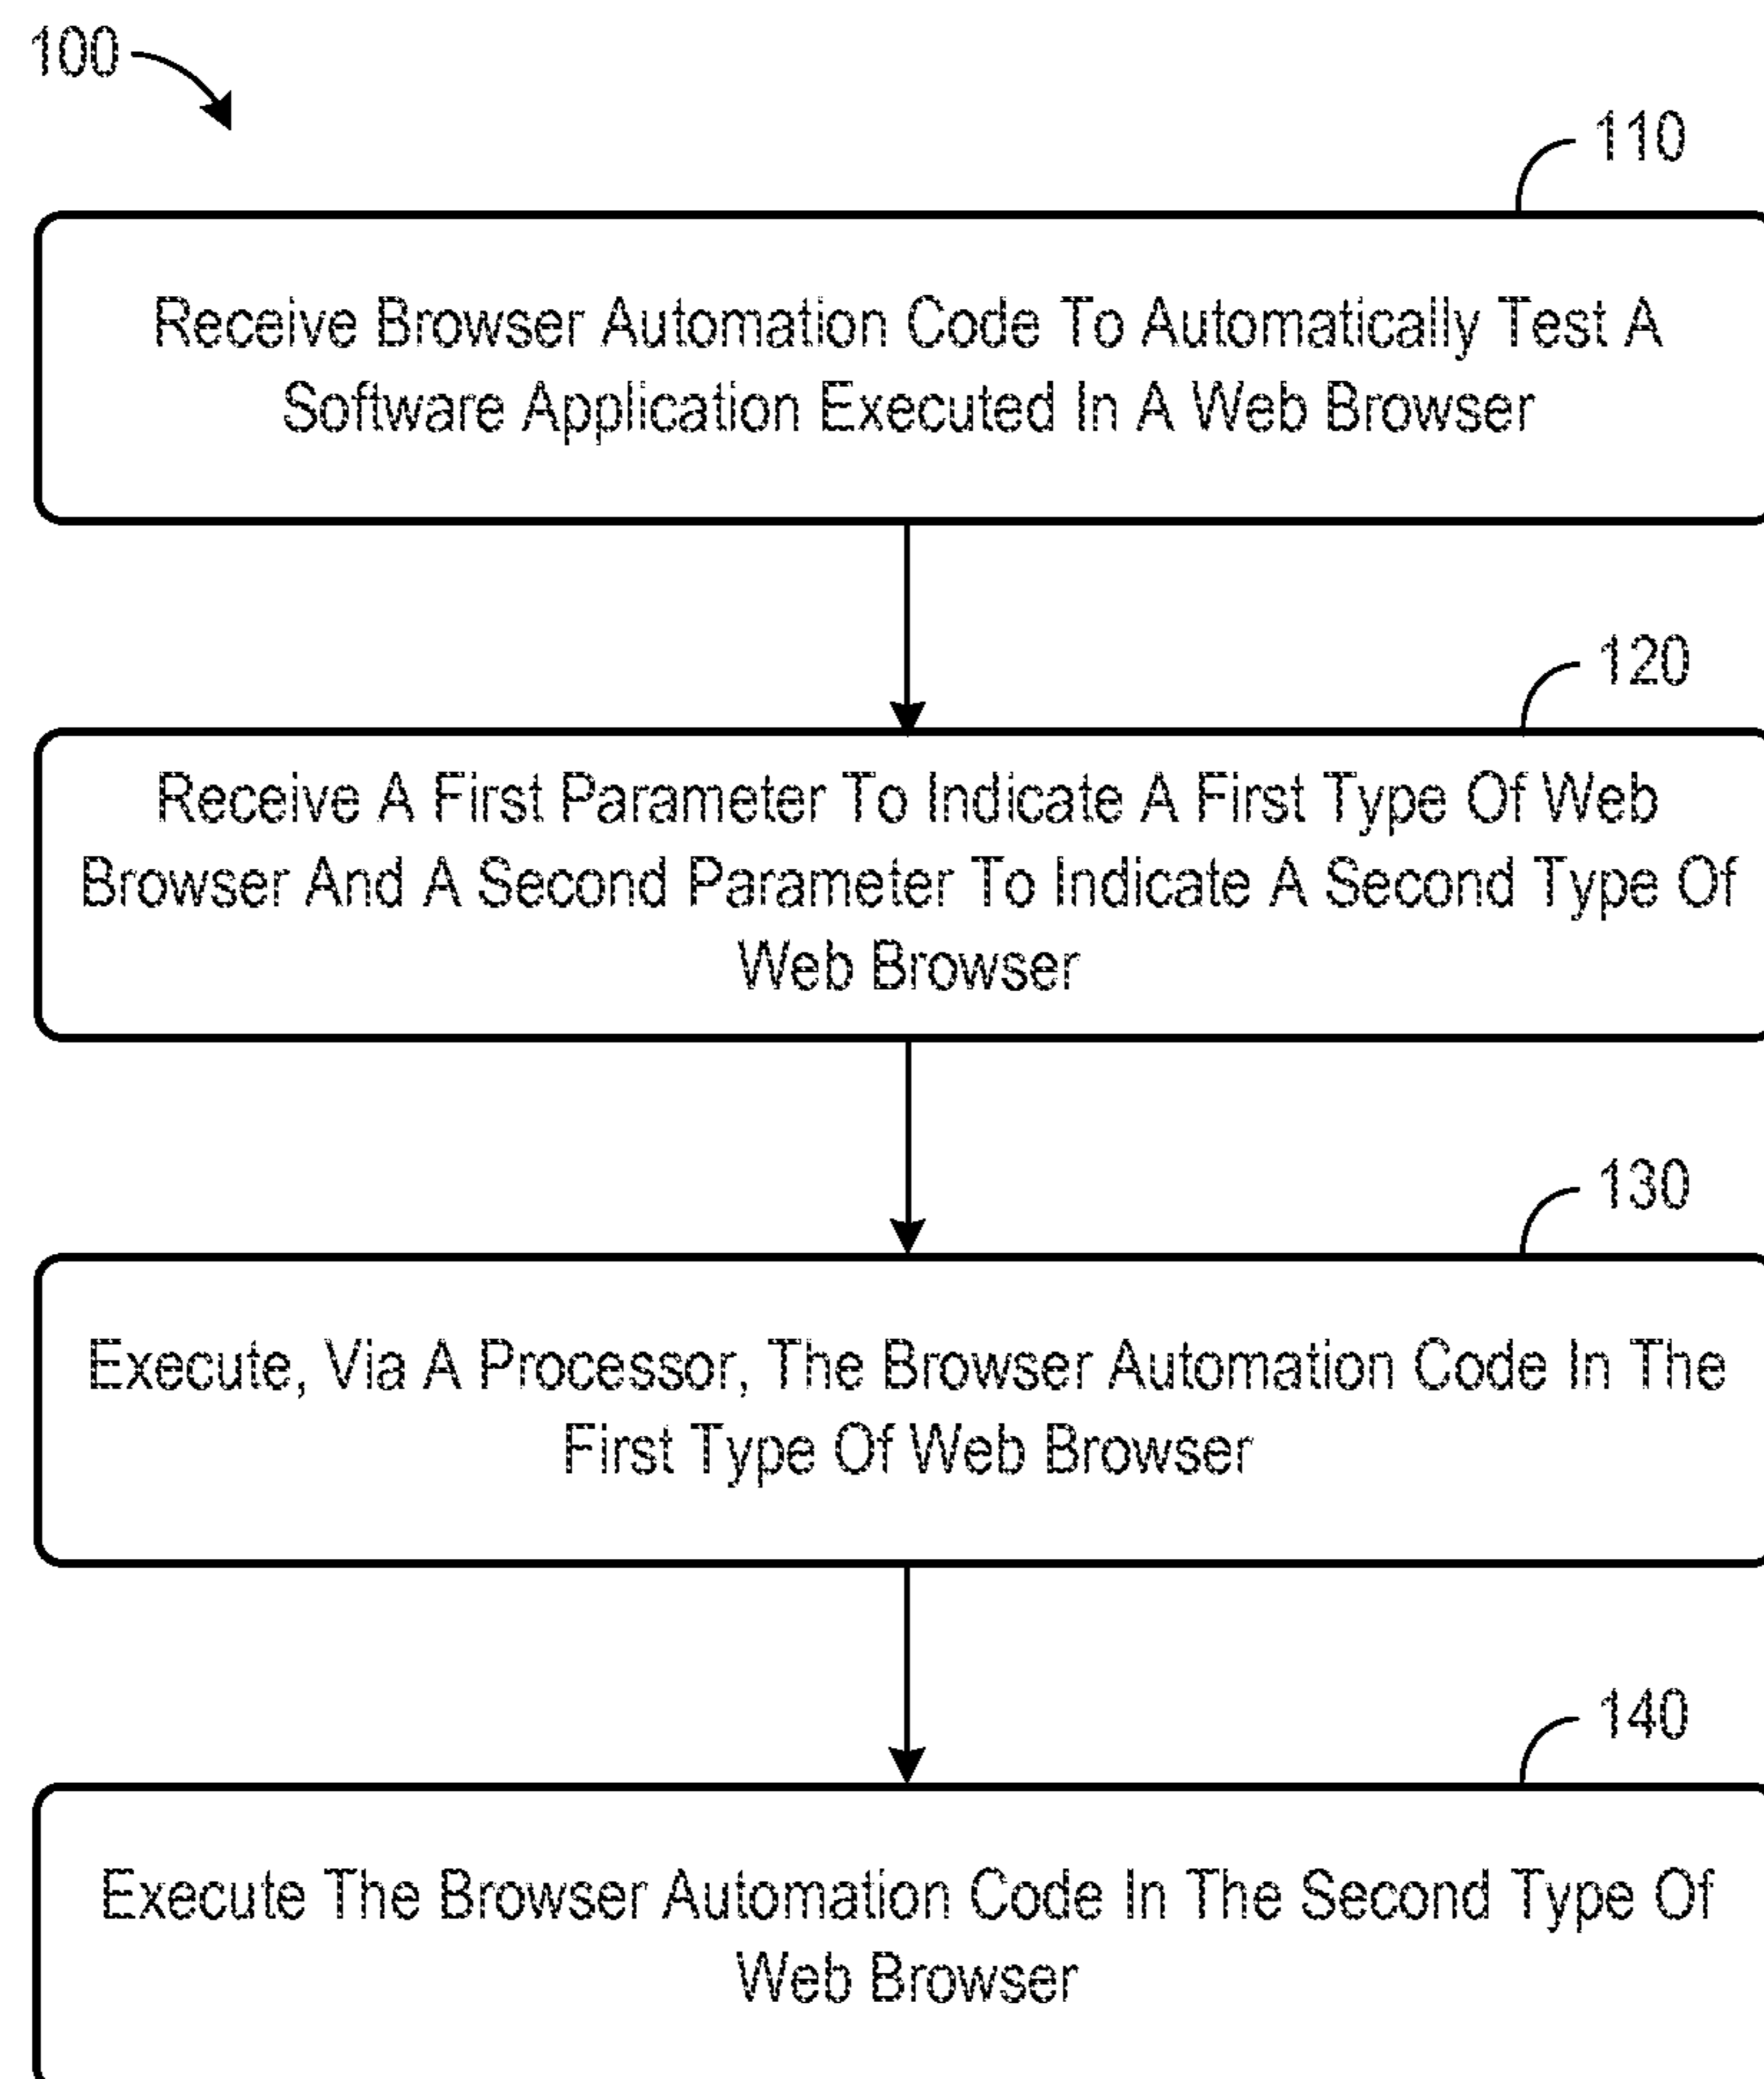 100
110
Receive Browser Automation Code To Automatically Test A
Software Application Executed In A Web Browser
120
Receive A First Parameter To Indicate A First Type Of Web
Browser And A Second Parameter To Indicate A Second Type Of
Web Browser
130
Execute, Via A Processor, The Browser Automation Code In The
First Type Of Web Browser
140
Execute The Browser Automation Code In The Second Type Of
Web Browser